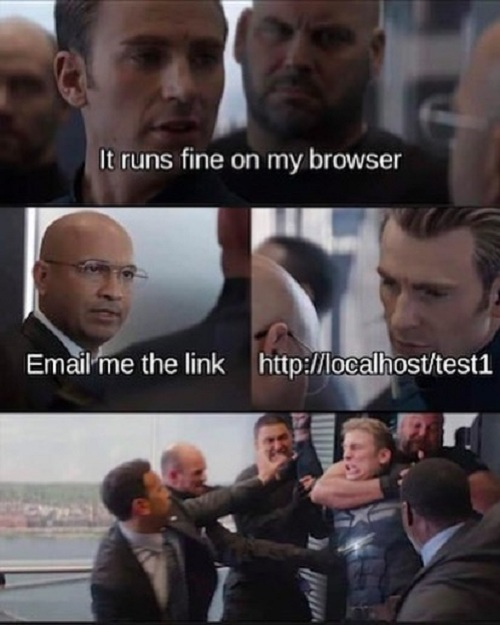 It runs fine on my browser
Email me the link
http://localhost/test1